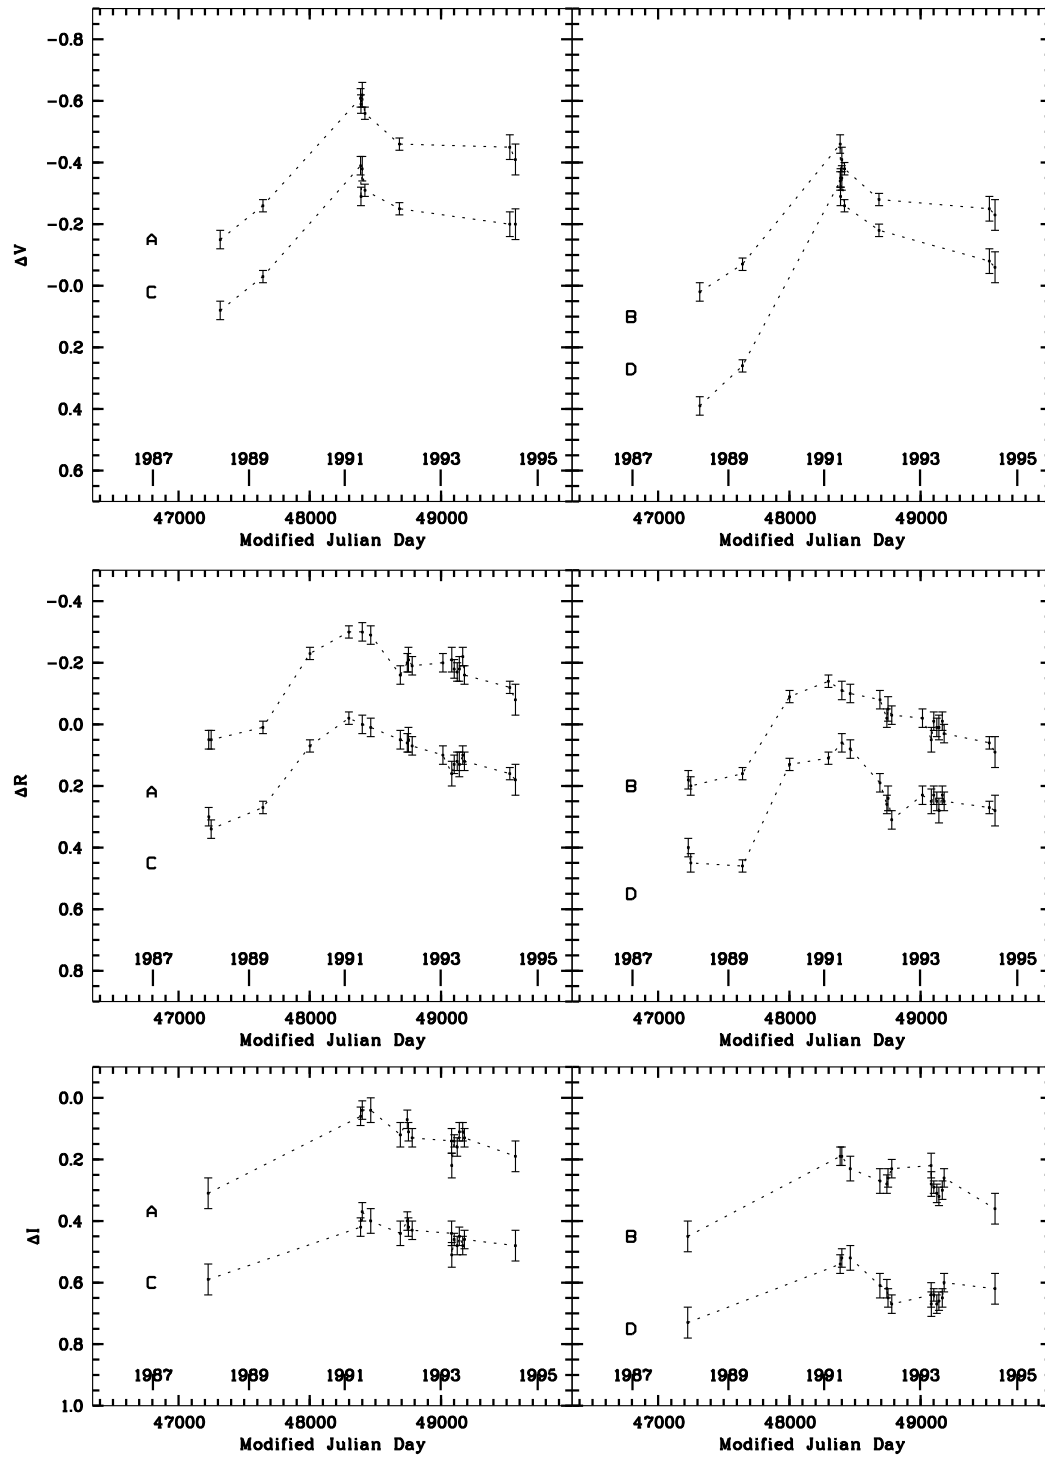 −0.8
−0.6
−0.4
−0.2
−0.0
0.2
0.4
0.6
ΔV
A
C
B
D
1987 1989 1991 1993 1995
1987 1989 1991 1993 1995
47000 48000 49000
47000 48000 49000
Modified Julian Day
Modified Julian Day
−0.4
−0.2
0.0
0.2
0.4
0.6
0.8
ΔR
A
C
B
D
1987 1989 1991 1993 1995
1987 1989 1991 1993 1995
47000 48000 49000
47000 48000 49000
Modified Julian Day
Modified Julian Day
0.0
0.2
0.4
0.6
0.8
1.0
ΔI
A
C
B
D
1987 1989 1991 1993 1995
1987 1989 1991 1993 1995
47000 48000 49000
47000 48000 49000
Modified Julian Day
Modified Julian Day